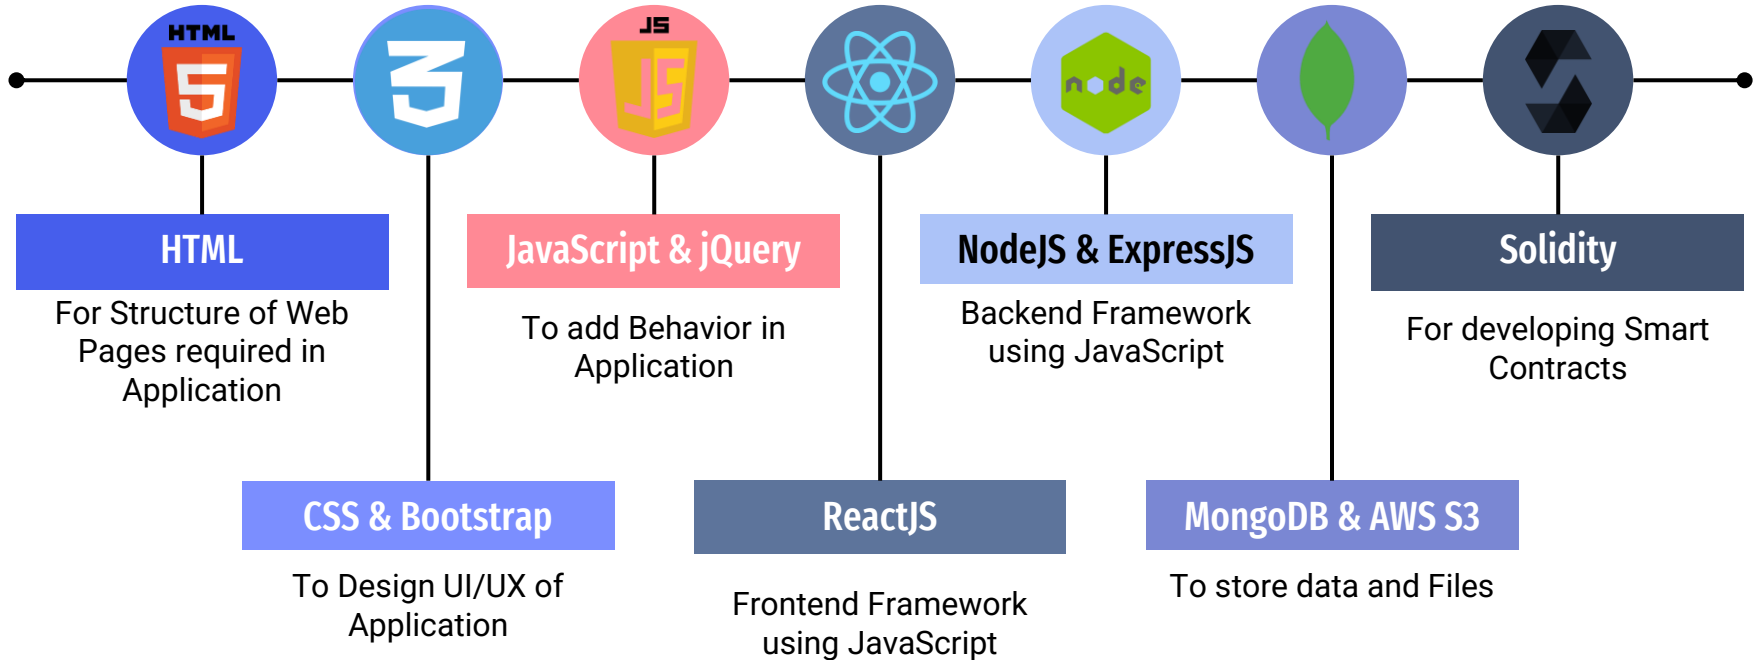 HTML
JS
JS
node
HTML
For Structure of Web
Pages required in
Application
CSS & Bootstrap
To Design UI/UX of
Application
JavaScript & jQuery
To add Behavior in
Application
ReactJS
Frontend Framework
using JavaScript
NodeJS & ExpressJS
Backend Framework
using JavaScript
MongoDB & AWS S3
To store data and Files
Solidity
For developing Smart
Contracts